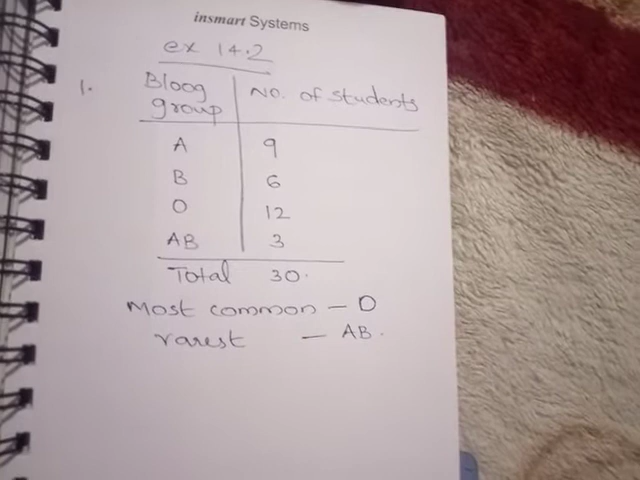 insmart Systems
ex 14.2
1. Bloog group | No. of students
A 9
B 6
O 12
AB 3
Total 30.
Most common - O
rarest - AB.